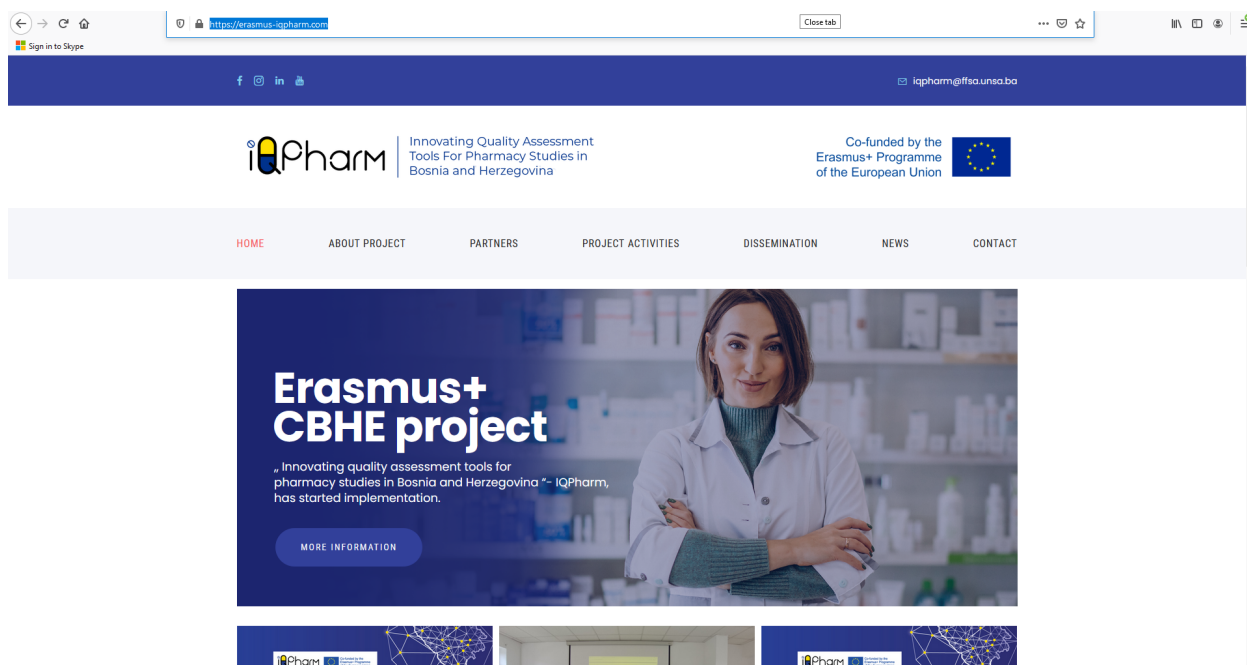 https://erasmus-iqpharm.com
Close tab
Sign in to Skype
iqpharm@ffsa.unsa.ba
iQPharm
Innovating Quality Assessment
Tools For Pharmacy Studies in
Bosnia and Herzegovina
Co-funded by the
Erasmus+ Programme
of the European Union
HOME ABOUT PROJECT PARTNERS PROJECT ACTIVITIES DISSEMINATION NEWS CONTACT
Erasmus+
CBHE project
„ Innovating quality assessment tools for
pharmacy studies in Bosnia and Herzegovina “- IQPharm,
has started implementation.
MORE INFORMATION
iQPharm
iQPharm